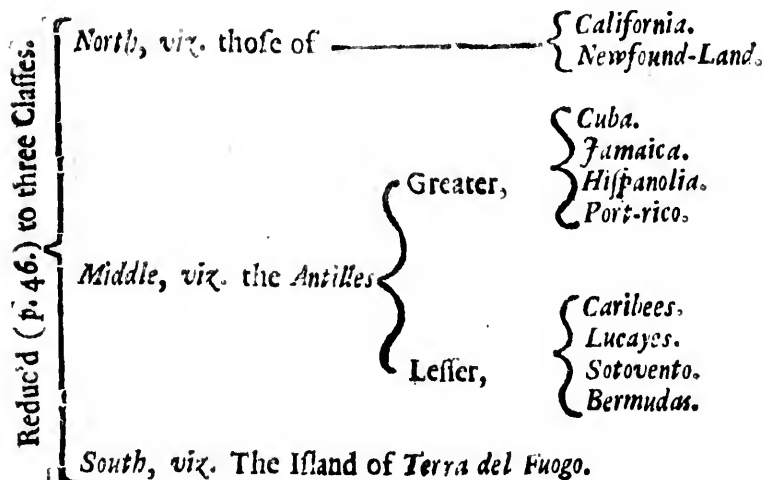 Reduc'd (p. 46.) to three Claſſes.
North, viz. thoſe of
California.
Newfound-Land.
Middle, viz. the Antilles
Greater,
Cuba.
Jamaica.
Hiſpanolia.
Port-rico.
Leſſer,
Caribees.
Lucayes.
Sotovento.
Bermudas.
South, viz. The Iſland of Terra del Fuogo.